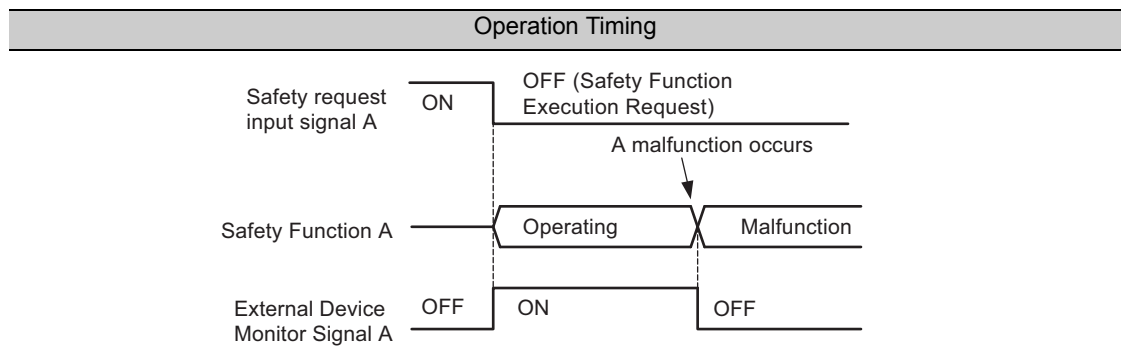 Operation Timing
Safety request
input signal A
ON
OFF (Safety Function
Execution Request)
A malfunction occurs
Safety Function A
Operating
Malfunction
External Device
Monitor Signal A
OFF
ON
OFF